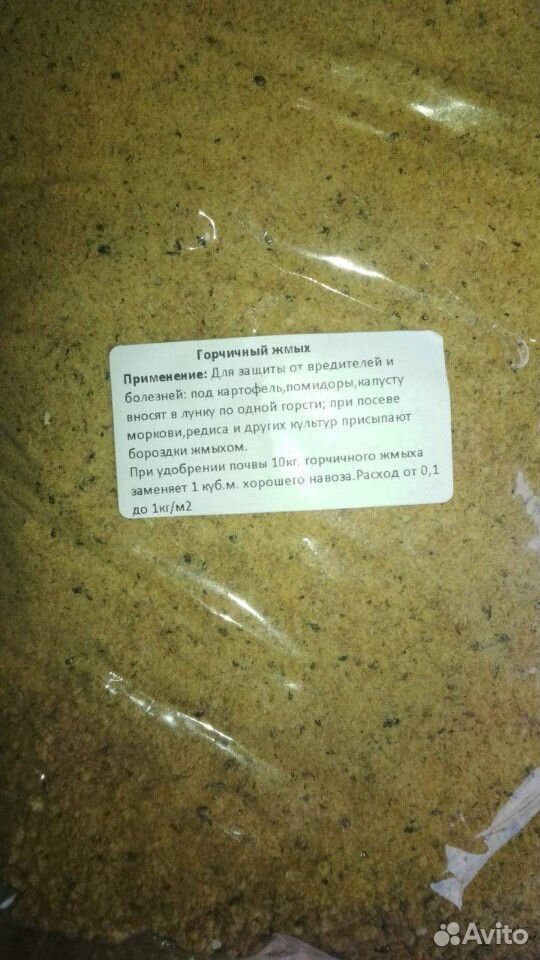 Горчичный жмых
Применение: Для защиты от вредителей и
болезней: под картофель,помидоры,капусту
вносят в лунку по одной горсти; при посеве
моркови,редиса и других культур присыпают
бороздки жмыхом.
При удобрении почвы 10кг. горчичного жмыха
заменяет 1 куб.м. хорошего навоза.Расход от 0,1
до 1кг/м2
Avito